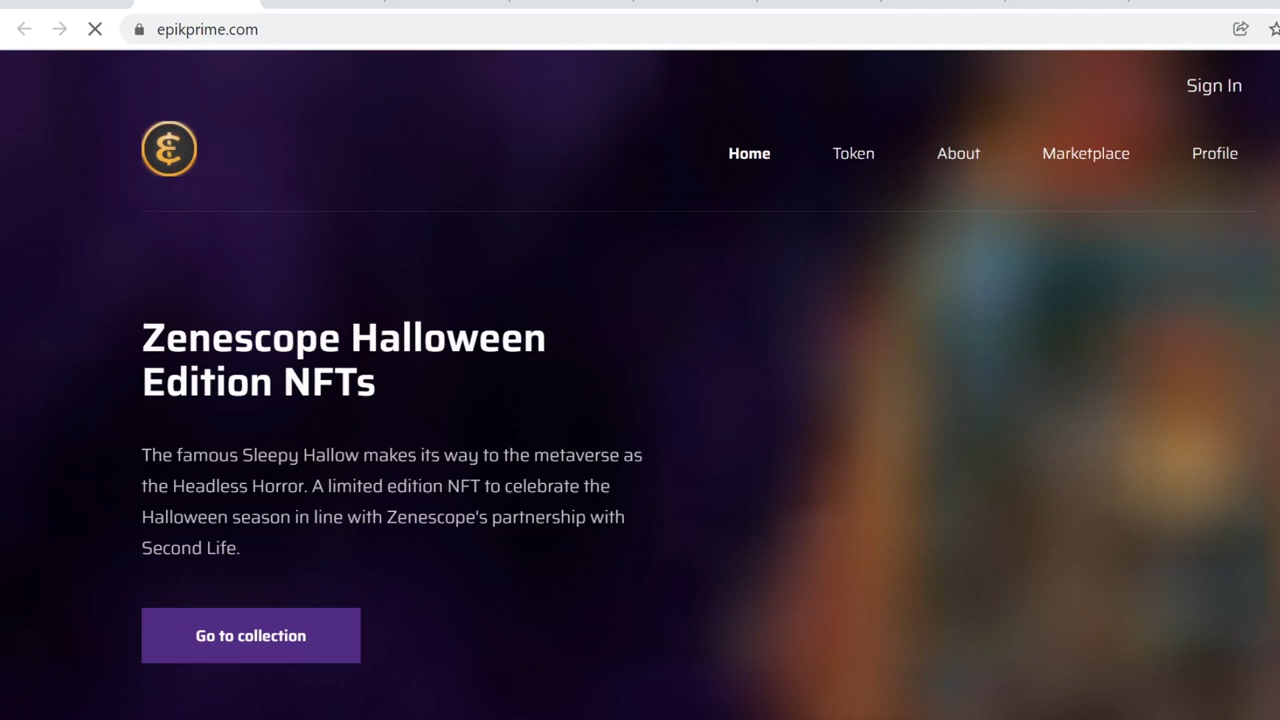 epikprime.com
Sign In
Home Token About Marketplace Profile
Zenescope Halloween
Edition NFTs
The famous Sleepy Hallow makes its way to the metaverse as
the Headless Horror. A limited edition NFT to celebrate the
Halloween season in line with Zenescope's partnership with
Second Life.
Go to collection